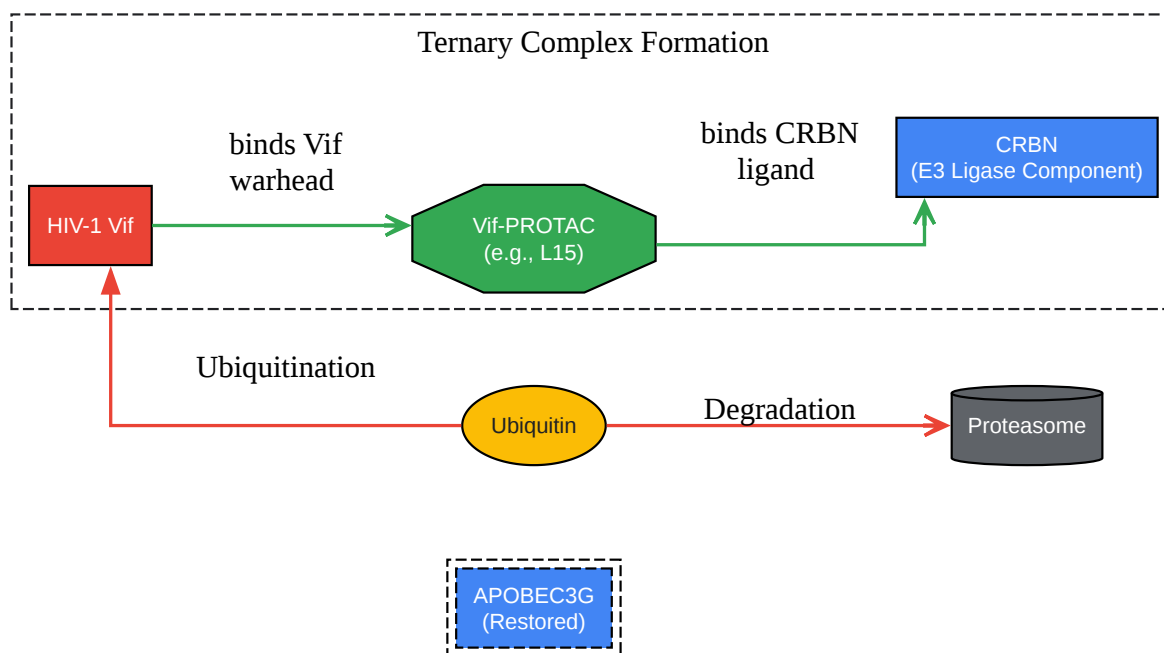 Ternary Complex Formation
binds Vif
warhead
binds CRBN
ligand
CRBN
(E3 Ligase Component)
HIV-1 Vif
Vif-PROTAC
(e.g., L15)
Ubiquitination
Degradation
Ubiquitin
Proteasome
APOBEC3G
(Restored)